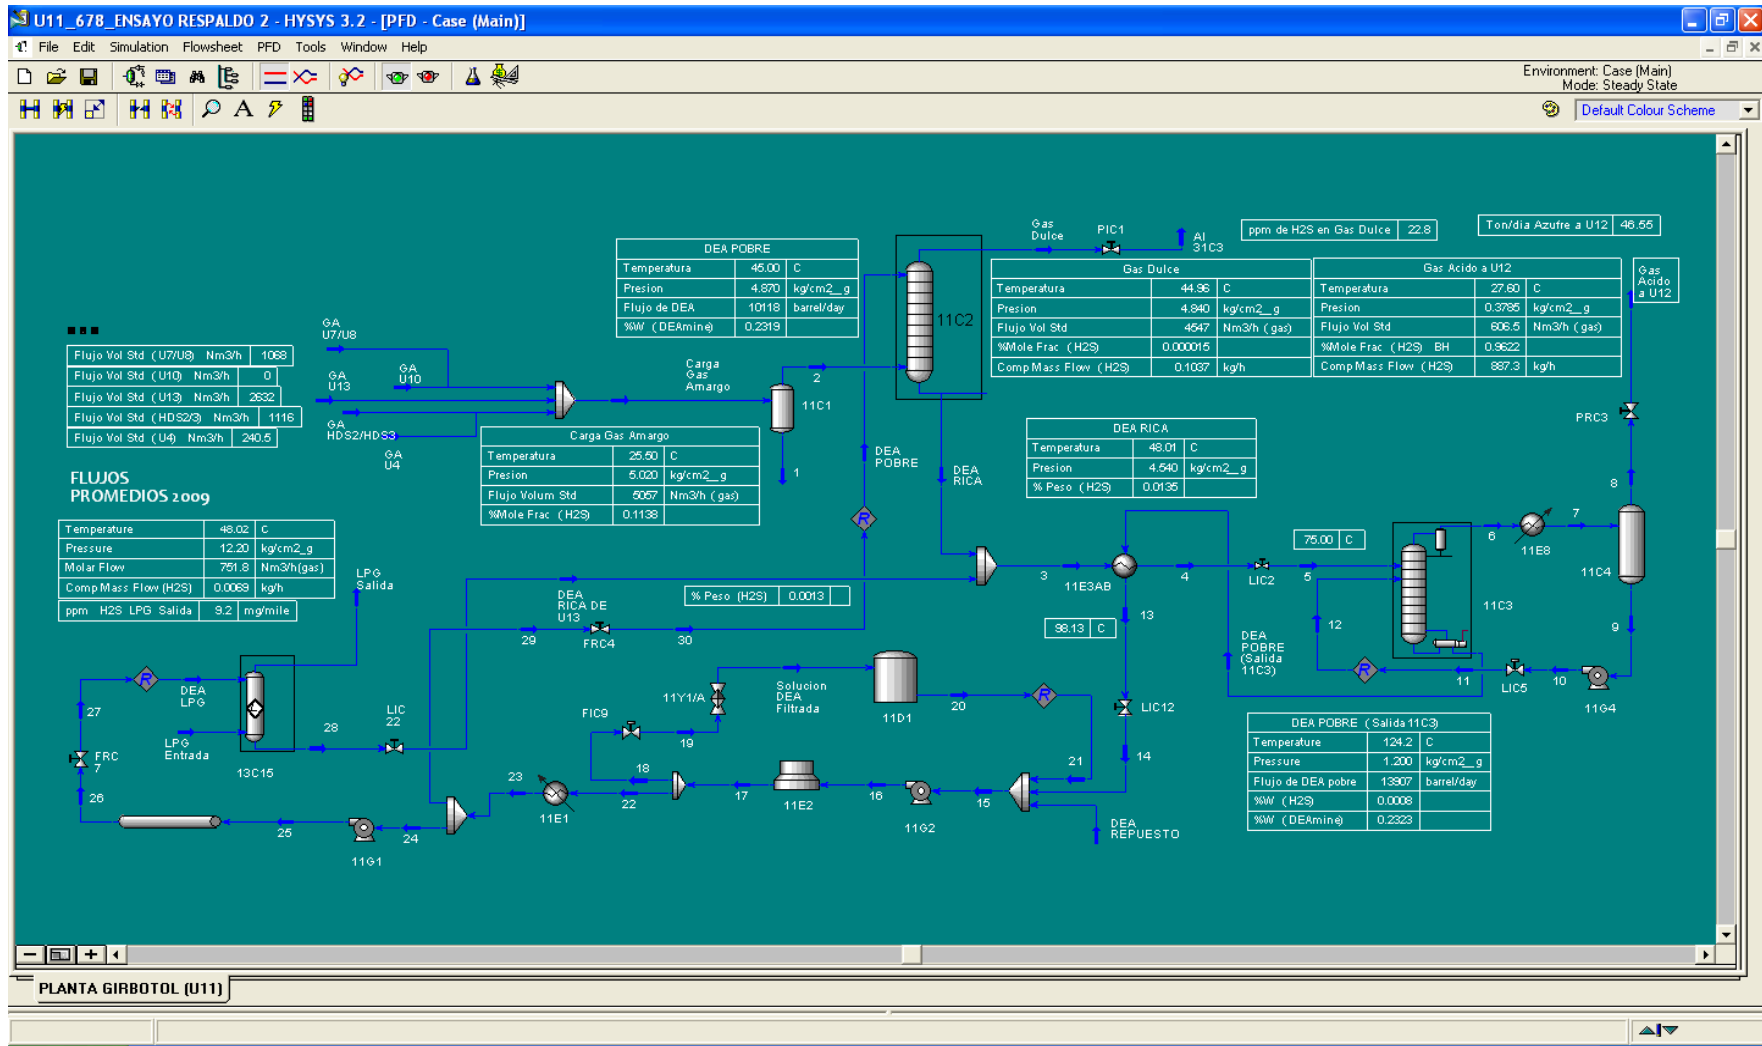 U11_678_ENSAYO RESPALDO 2 - HYSYS 3.2 - [PFD - Case (Main)]
File Edit Simulation Flowsheet PFD Tools Window Help
Environment: Case (Main)
Mode: Steady State
Default Colour Scheme
Gas
Dulce
PIC1
Al
31C3
ppm de H2S en Gas Dulce 22.8
Ton/dia Azufre a U12 46.55
DEA POBRE
Temperatura 45.00 C
Presion 4.870 kg/cm2__g
Flujo de DEA 10118 barrel/day
%W (DEAmine) 0.2319
11C2
Gas Dulce
Temperatura 44.96 C
Presion 4.840 kg/cm2__g
Flujo Vol Std 4547 Nm3/h (gas)
%Mole Frac (H2S) 0.000015
Comp Mass Flow (H2S) 0.1037 kg/h
Gas Acido a U12
Temperatura 27.60 C
Presion 0.3785 kg/cm2__g
Flujo Vol Std 606.5 Nm3/h (gas)
%Mole Frac (H2S) BH 0.9622
Comp Mass Flow (H2S) 887.3 kg/h
Gas
Acido
a U12
Flujo Vol Std (U7/U8) Nm3/h 1068
Flujo Vol Std (U10) Nm3/h 0
Flujo Vol Std (U13) Nm3/h 2632
Flujo Vol Std (HDS2/3) Nm3/h 1116
Flujo Vol Std (U4) Nm3/h 240.5
GA
U7/U8
GA
U13
GA
U10
GA
HDS2/HDS3
GA
U4
Carga
Gas
Amargo
2
11C1
1
Carga Gas Amargo
Temperatura 25.50 C
Presion 5.020 kg/cm2__g
Flujo Volum Std 5057 Nm3/h (gas)
%Mole Frac (H2S) 0.1138
DEA
POBRE
R
DEA
RICA
DEA RICA
Temperatura 48.01 C
Presion 4.540 kg/cm2__g
% Peso (H2S) 0.0135
PRC3
8
FLUJOS
PROMEDIOS 2009
Temperature 48.02 C
Pressure 12.20 kg/cm2_g
Molar Flow 751.8 Nm3/h(gas)
Comp Mass Flow (H2S) 0.0069 kg/h
ppm H2S LPG Salida 9.2 mg/mile
LPG
Salida
3
11E3AB
4
LIC2
75.00 C
5
6
11E8
7
11C4
11C3
DEA
RICA DE
U13
% Peso (H2S) 0.0013
29
FRC4
30
98.13 C
13
12
9
DEA
POBRE
(Salida
11C3)
R
11
LIC5
10
11G4
R
DEA
LPG
27
LPG
Entrada
28
LIC
22
13C15
FRC
7
26
FIC9
11Y1/A
19
Solucion
DEA
Filtrada
11D1
20
R
LIC12
14
21
DEA POBRE (Salida 11C3)
Temperature 124.2 C
Pressure 1.200 kg/cm2__g
Flujo de DEA pobre 13907 barrel/day
%W (H2S) 0.0008
%W (DEAmine) 0.2323
18
23
11E1
22
17
11E2
16
11G2
15
DEA
REPUESTO
25
11G1
24
PLANTA GIRBOTOL (U11)